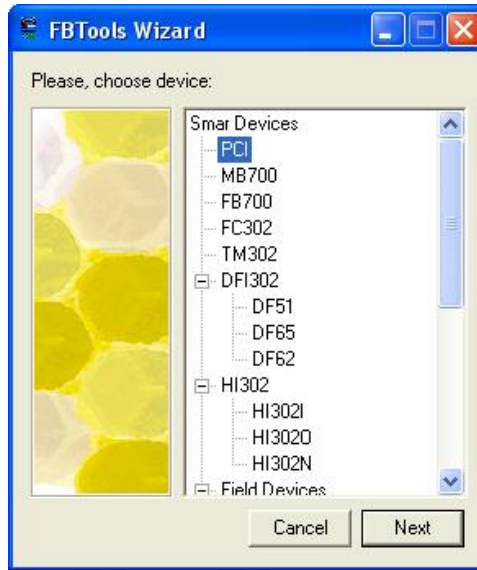 FBTools Wizard
Please, choose device:
Smar Devices
PCI
MB700
FB700
FC302
TM302
DFI302
DF51
DF65
DF62
HI302
HI302I
HI302O
HI302N
Field Devices
Cancel
Next